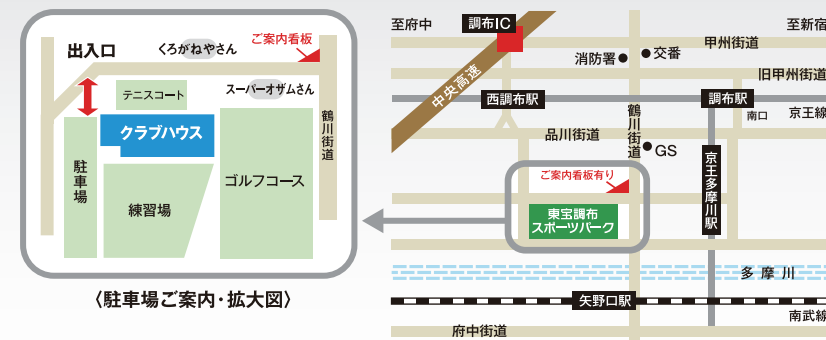 出入口
くろがねやさん
ご案内看板
テニスコート
スーパーオザムさん
クラブハウス
鶴川街道
駐車場
練習場
ゴルフコース
〈駐車場ご案内・拡大図〉
至府中
調布IC
至新宿
甲州街道
消防署
交番
旧甲州街道
中央高速
西調布駅
調布駅
南口
京王線
鶴川街道
品川街道
GS
京王多摩川駅
ご案内看板有り
東宝調布
スポーツパーク
多摩川
矢野口駅
南武線
府中街道